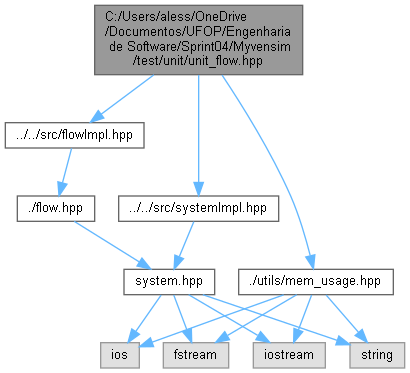 C:/Users/aless/OneDrive
/Documentos/UFOP/Engenharia
de Software/Sprint04/Myvensim
/test/unit/unit_flow.hpp
../../src/flowImpl.hpp
./flow.hpp
../../src/systemImpl.hpp
system.hpp
./utils/mem_usage.hpp
ios
fstream
iostream
string